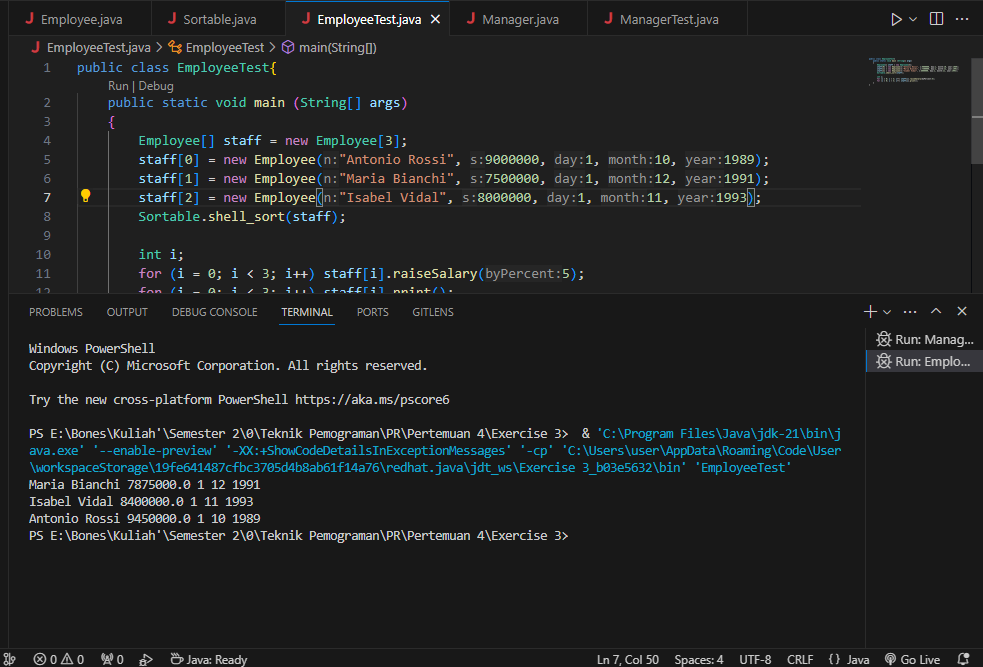 Employee.java Sortable.java EmployeeTest.java Manager.java ManagerTest.java
EmployeeTest.java > EmployeeTest > main(String[])
1 public class EmployeeTest{
Run | Debug
2 public static void main (String[] args)
3 {
4 Employee[] staff = new Employee[3];
5 staff[0] = new Employee(n:"Antonio Rossi", s:9000000, day:1, month:10, year:1989);
6 staff[1] = new Employee(n:"Maria Bianchi", s:7500000, day:1, month:12, year:1991);
7 staff[2] = new Employee(n:"Isabel Vidal", s:8000000, day:1, month:11, year:1993);
8 Sortable.shell_sort(staff);
9
10 int i;
11 for (i = 0; i < 3; i++) staff[i].raiseSalary(byPercent:5);
12 for (i = 0; i < 3; i++) staff[i].print();
PROBLEMS OUTPUT DEBUG CONSOLE TERMINAL PORTS GITLENS
Run: Manag...
Run: Emplo...
Windows PowerShell
Copyright (C) Microsoft Corporation. All rights reserved.
Try the new cross-platform PowerShell https://aka.ms/pscore6
PS E:\Bones\Kuliah'\Semester 2\0\Teknik Pemograman\PR\Pertemuan 4\Exercise 3> & 'C:\Program Files\Java\jdk-21\bin\j
ava.exe' '--enable-preview' '-XX:+ShowCodeDetailsInExceptionMessages' '-cp' 'C:\Users\user\AppData\Roaming\Code\User
\workspaceStorage\19fe641487cfbc3705d4b8ab61f14a76\redhat.java\jdt_ws\Exercise 3_b03e5632\bin' 'EmployeeTest'
Maria Bianchi 7875000.0 1 12 1991
Isabel Vidal 8400000.0 1 11 1993
Antonio Rossi 9450000.0 1 10 1989
PS E:\Bones\Kuliah'\Semester 2\0\Teknik Pemograman\PR\Pertemuan 4\Exercise 3>
0 0 0 Java: Ready Ln 7, Col 50 Spaces: 4 UTF-8 CRLF {} Java Go Live